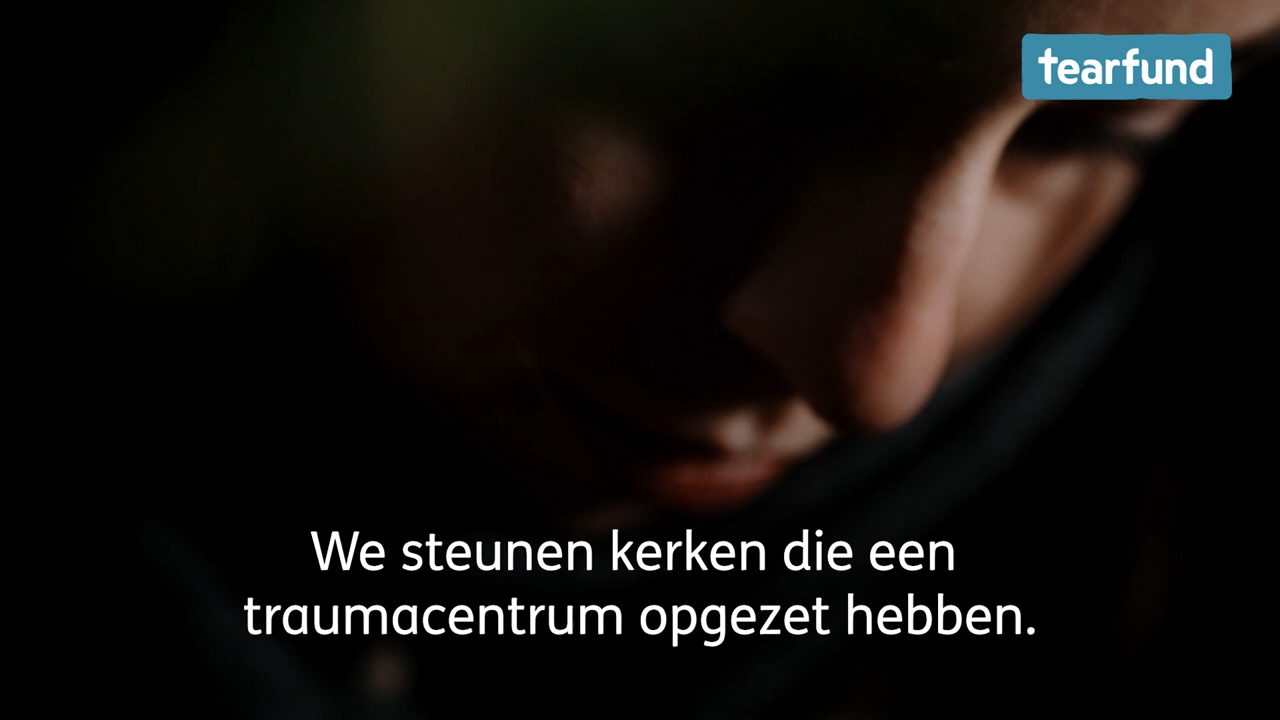 tearfund
We steunen kerken die een
traumacentrum opgezet hebben.